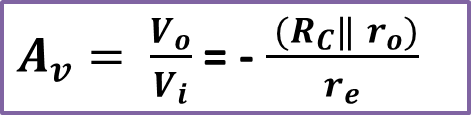 A_v = V_o / V_i = - (R_C ∥ r_o) / r_e